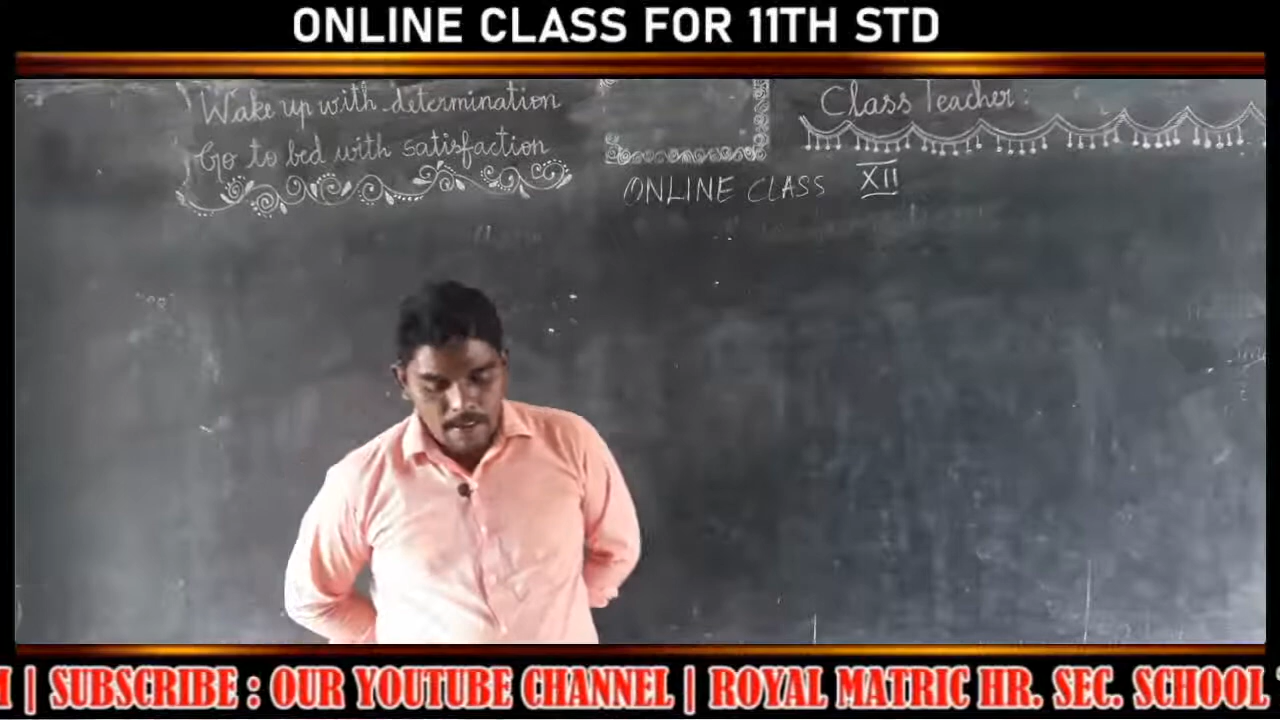 ONLINE CLASS FOR 11TH STD
Wake up with determination
Go to bed with satisfaction
Class Teacher:
ONLINE CLASS XII
| SUBSCRIBE : OUR YOUTUBE CHANNEL | ROYAL MATRIC HR. SEC. SCHOOL